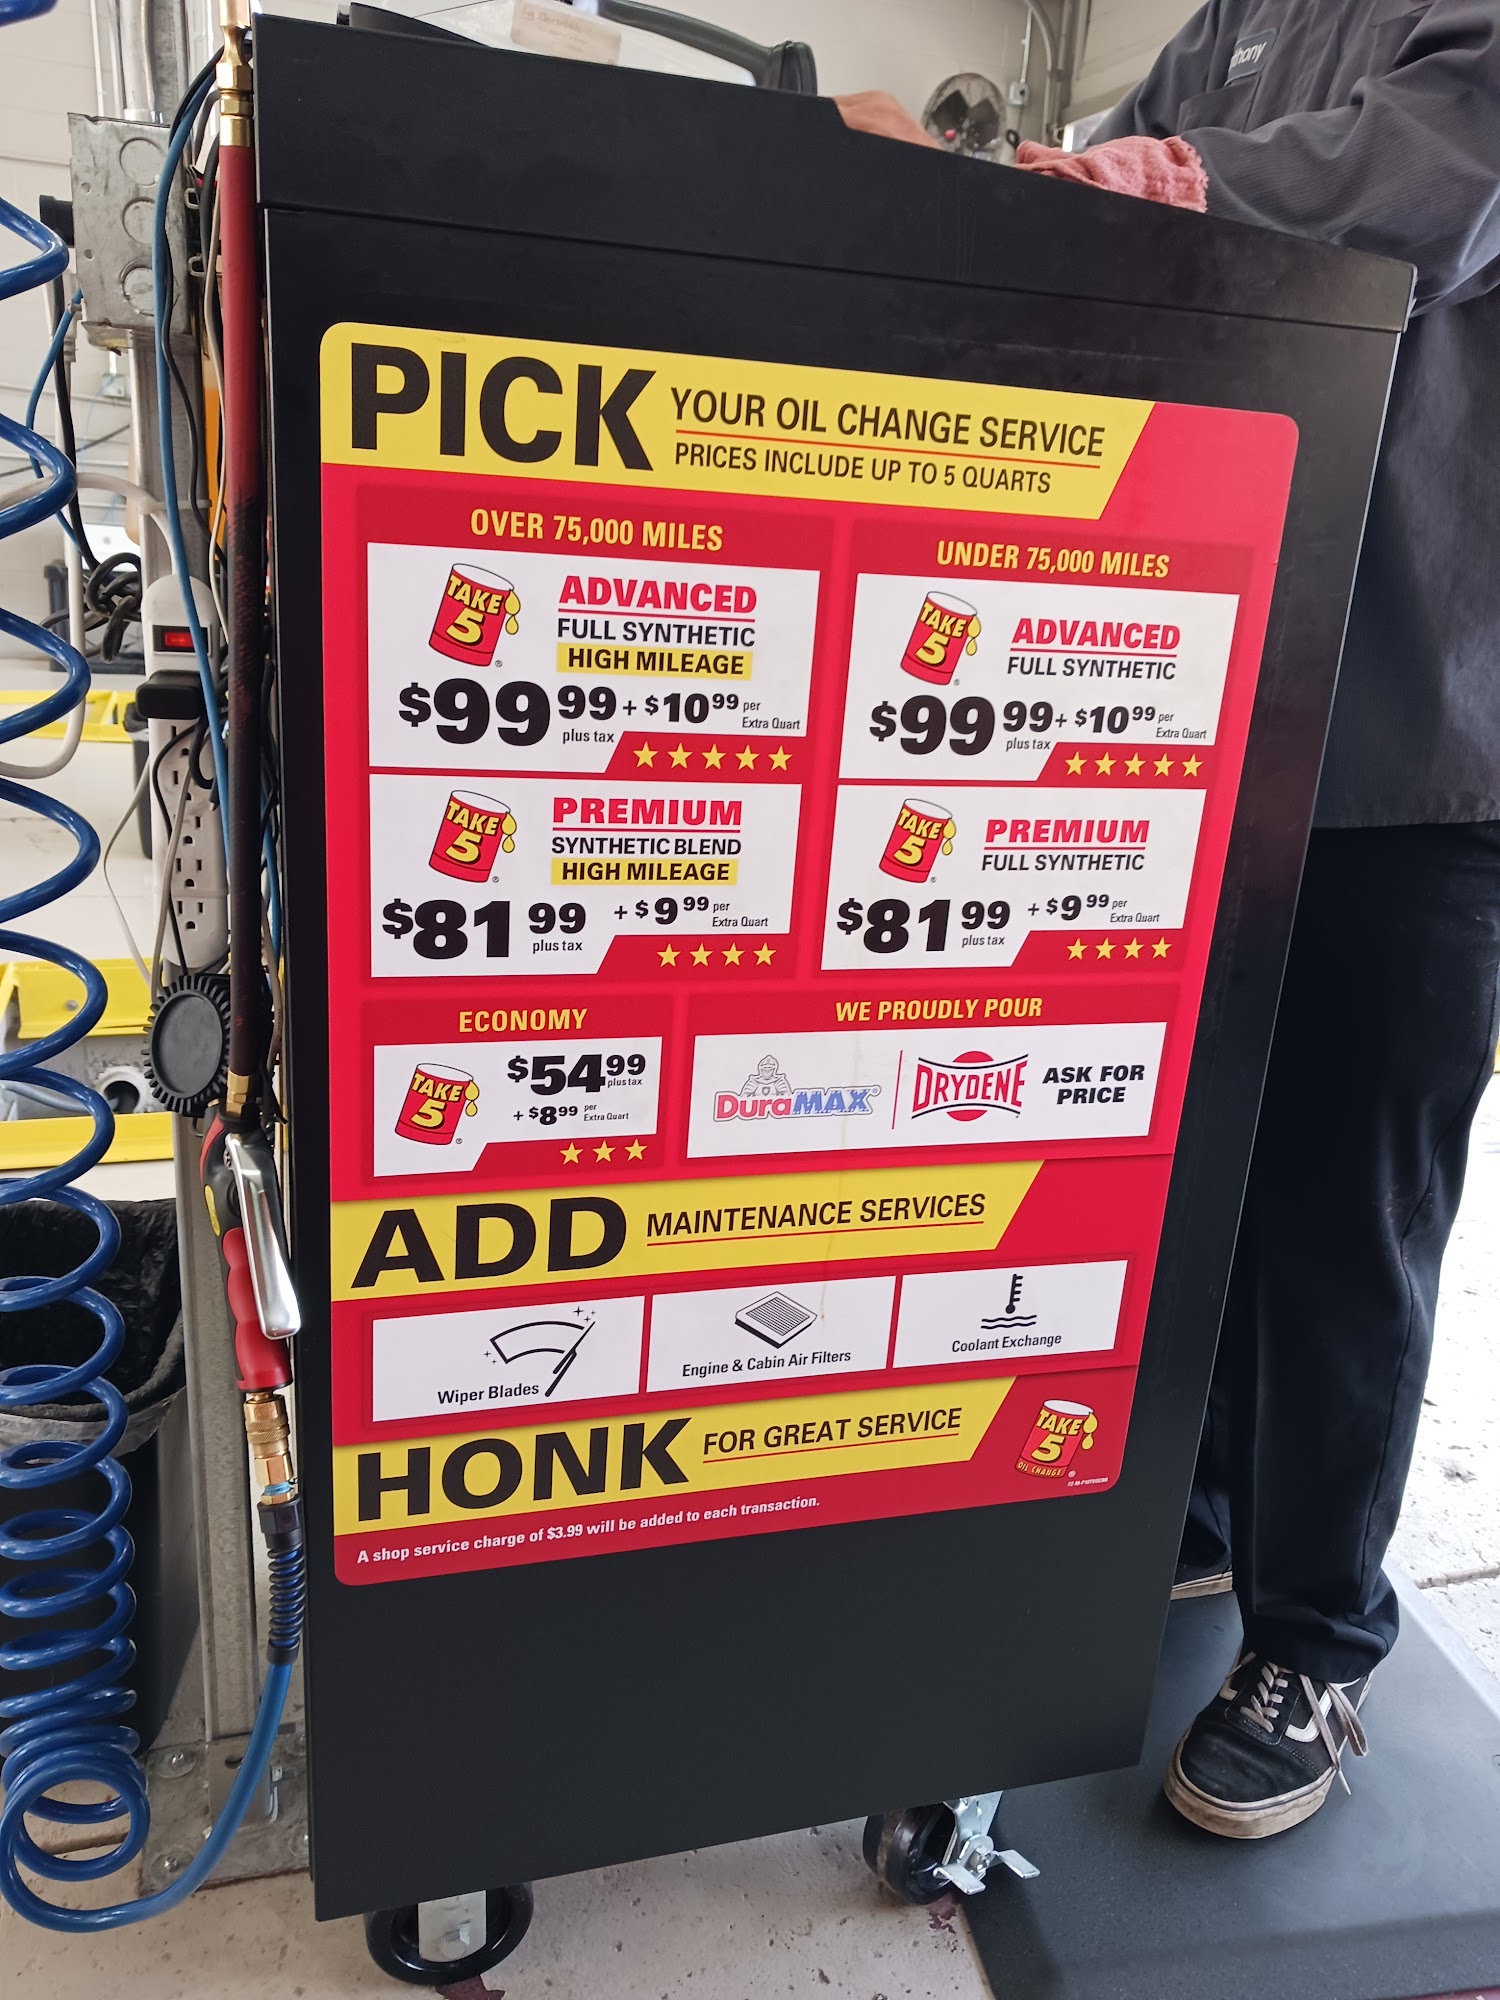 thony
PICK
YOUR OIL CHANGE SERVICE
PRICES INCLUDE UP TO 5 QUARTS
OVER 75,000 MILES
TAKE
5
ADVANCED
FULL SYNTHETIC
HIGH MILEAGE
$99 99 + $10 99 per Extra Quart
plus tax
UNDER 75,000 MILES
TAKE
5
ADVANCED
FULL SYNTHETIC
$99 99 + $10 99 per Extra Quart
plus tax
TAKE
5
PREMIUM
SYNTHETIC BLEND
HIGH MILEAGE
$81 99 + $9 99 per Extra Quart
plus tax
TAKE
5
PREMIUM
FULL SYNTHETIC
$81 99 + $9 99 per Extra Quart
plus tax
ECONOMY
TAKE
5
$54 99
plus tax
+ $8 99 per Extra Quart
WE PROUDLY POUR
DuraMAX
DRYDENE
ASK FOR
PRICE
ADD
MAINTENANCE SERVICES
Wiper Blades
Engine & Cabin Air Filters
Coolant Exchange
HONK
FOR GREAT SERVICE
TAKE
5
OIL CHANGE
A shop service charge of $3.99 will be added to each transaction.